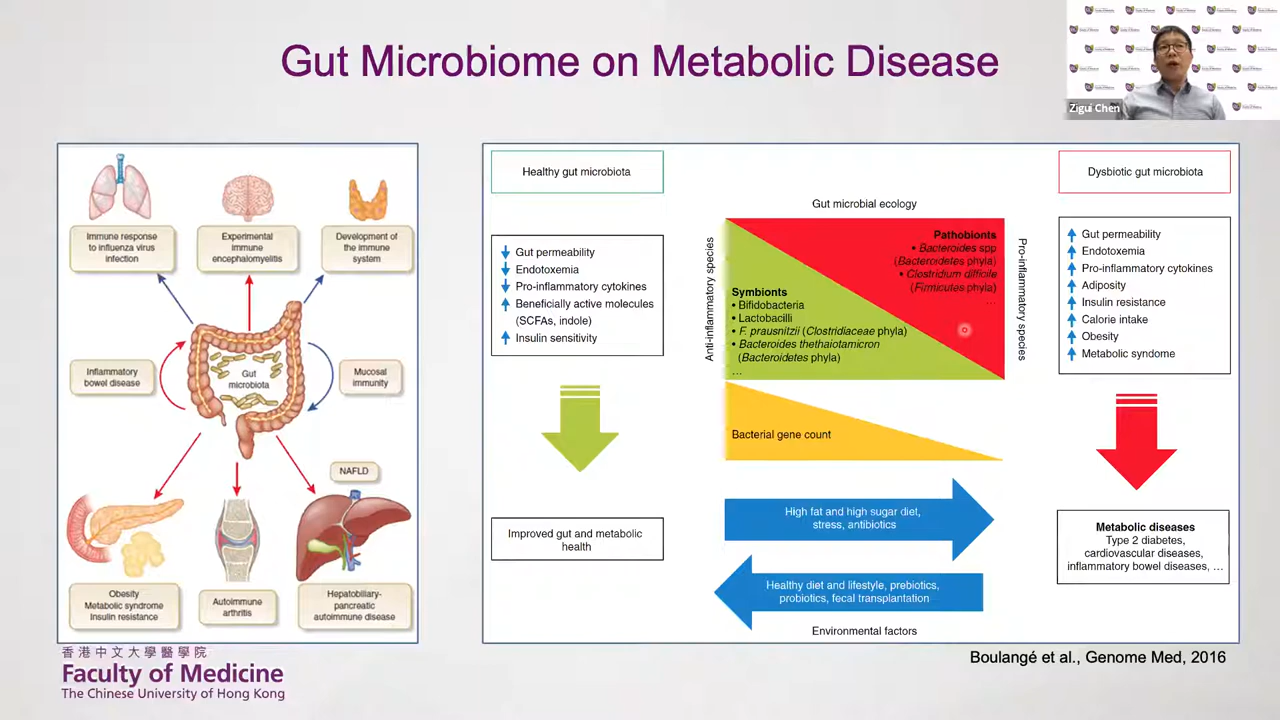 Gut Microbiome on Metabolic Disease
Zigui Chen
Immune response
to influenza virus
infection
Experimental
immune
encephalomyelitis
Development of
the immune
system
Inflammatory
bowel disease
Gut
microbiota
Mucosal
immunity
NAFLD
Obesity
Metabolic syndrome
Insulin resistance
Autoimmune
arthritis
Hepatobiliary-
pancreatic
autoimmune disease
Healthy gut microbiota
Gut permeability
Endotoxemia
Pro-inflammatory cytokines
Beneficially active molecules
(SCFAs, indole)
Insulin sensitivity
Improved gut and metabolic
health
Gut microbial ecology
Anti-inflammatory species
Pathobionts
• Bacteroides spp
(Bacteroidetes phyla)
• Clostridium difficile
(Firmicutes phyla)
...
Symbionts
• Bifidobacteria
• Lactobacilli
• F. prausnitzii (Clostridiaceae phyla)
• Bacteroides thethaiotamicron
(Bacteroidetes phyla)
...
Pro-inflammatory species
Bacterial gene count
High fat and high sugar diet,
stress, antibiotics
Healthy diet and lifestyle, prebiotics,
probiotics, fecal transplantation
Environmental factors
Dysbiotic gut microbiota
Gut permeability
Endotoxemia
Pro-inflammatory cytokines
Adiposity
Insulin resistance
Calorie intake
Obesity
Metabolic syndome
Metabolic diseases
Type 2 diabetes,
cardiovascular diseases,
inflammatory bowel diseases, ...
Boulangé et al., Genome Med, 2016
香港中文大學醫學院
Faculty of Medicine
The Chinese University of Hong Kong